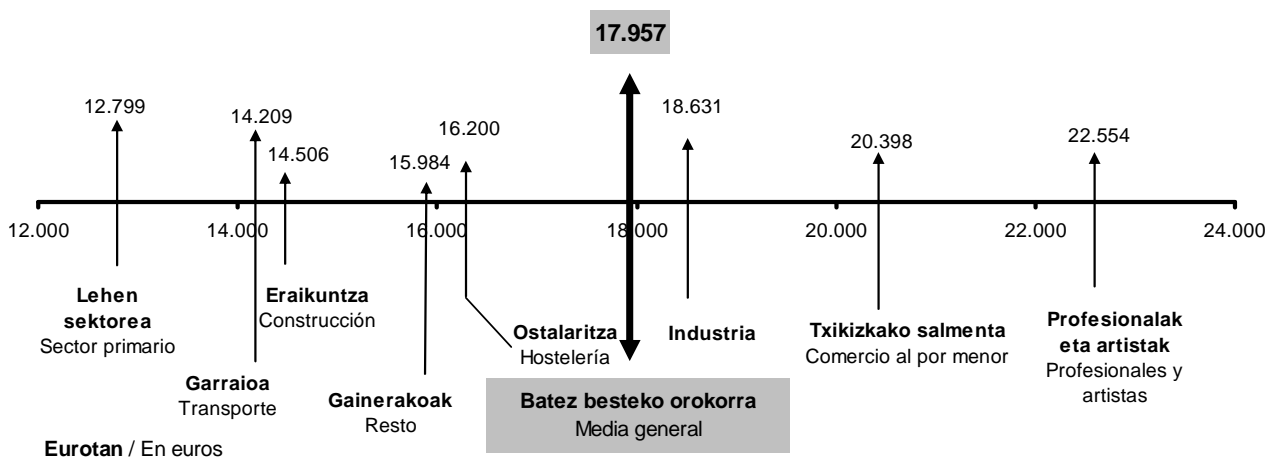 17.957
12.799
14.209
14.506
15.984
16.200
18.631
20.398
22.554
12.000
14.000
16.000
18.000
20.000
22.000
24.000
Lehen
sektorea
Sector primario
Garraioa
Transporte
Eraikuntza
Construcción
Gainerakoak
Resto
Ostalaritza
Hostelería
Industria
Txikizkako salmenta
Comercio al por menor
Profesionalak
eta artistak
Profesionales y
artistas
Batez besteko orokorra
Media general
Eurotan / En euros